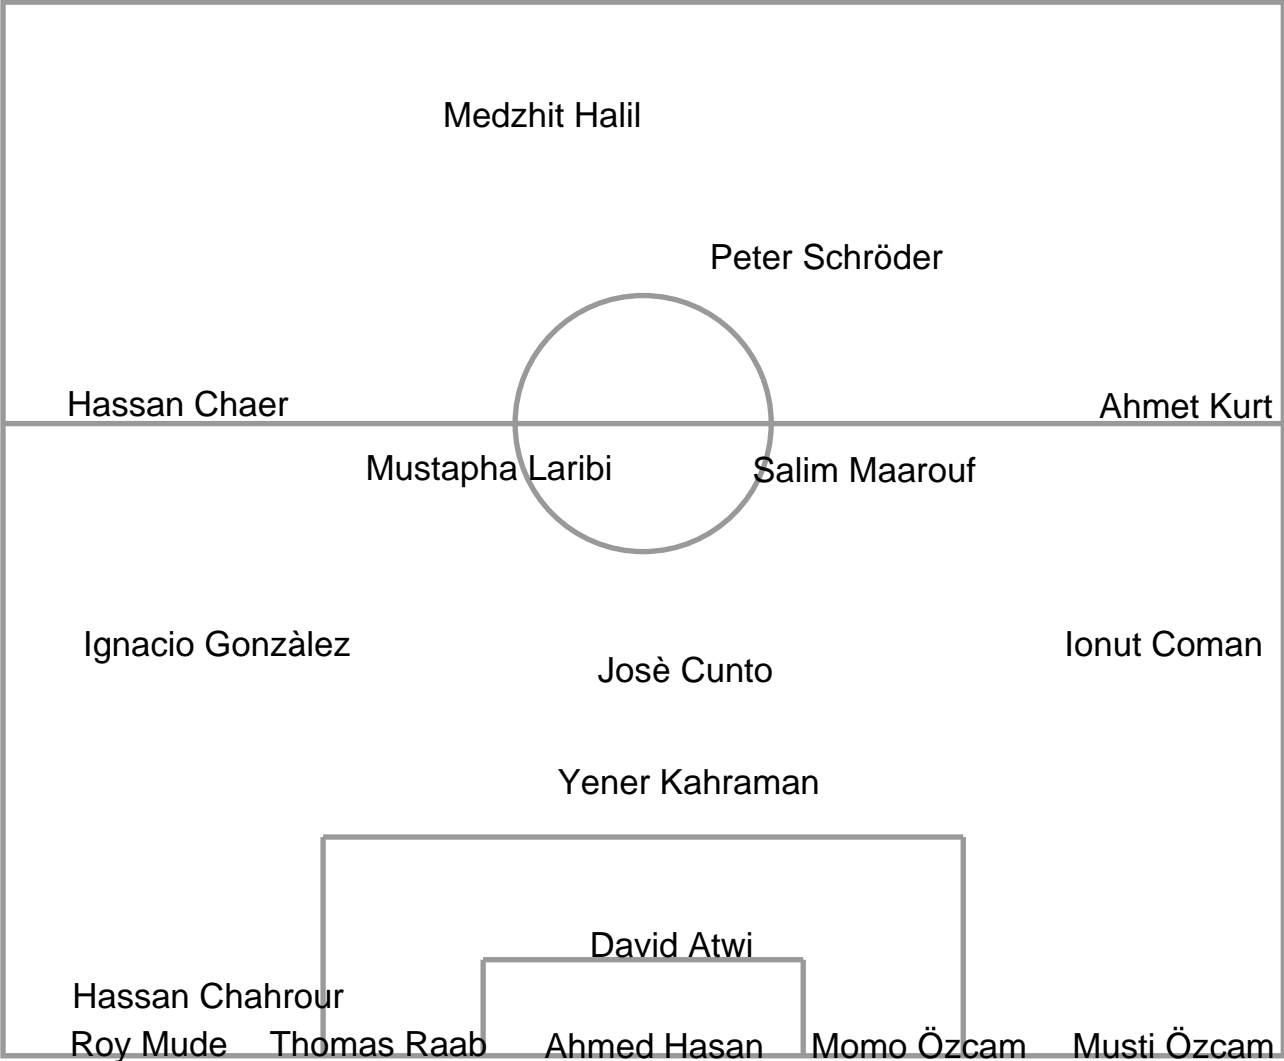 Medzhit Halil
Peter Schröder
Hassan Chaer
Ahmet Kurt
Mustapha Laribi
Salim Maarouf
Ignacio Gonzàlez
Ionut Coman
Josè Cunto
Yener Kahraman
David Atwi
Hassan Chahrour
Roy Mude
Thomas Raab
Ahmed Hasan
Momo Özcam
Musti Özcam